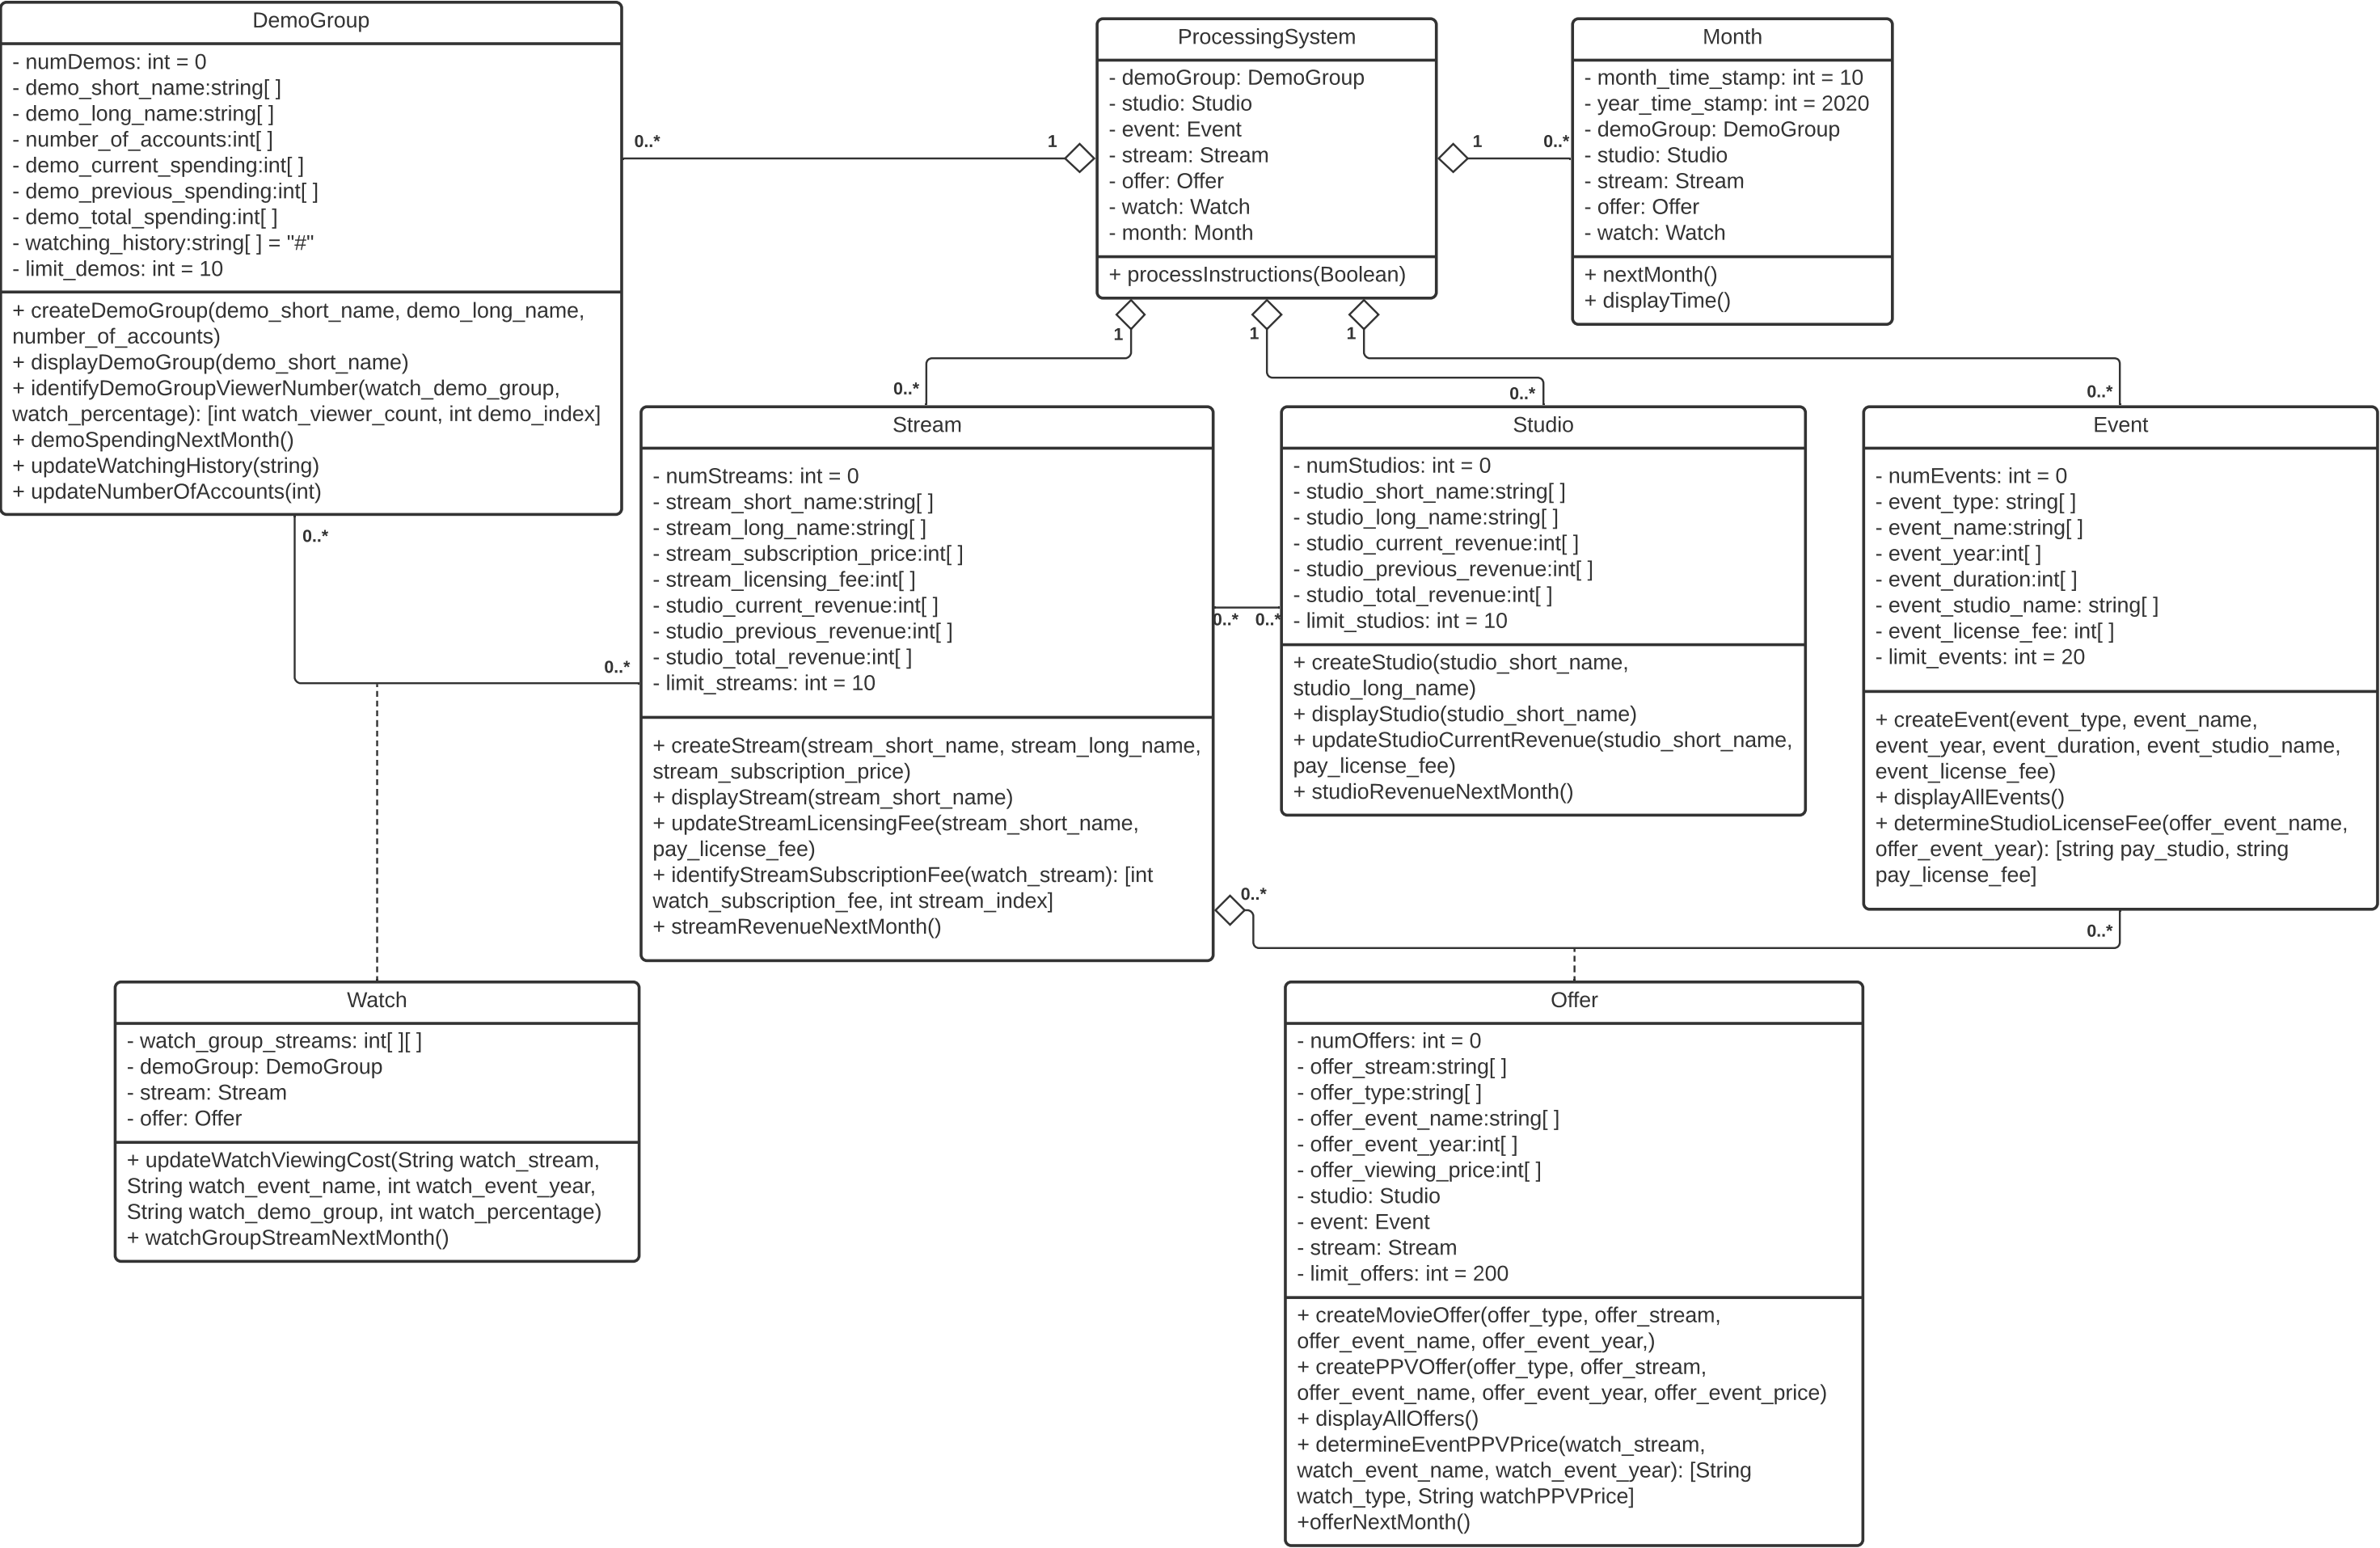 DemoGroup
- numDemos: int = 0
- demo_short_name:string[ ]
- demo_long_name:string[ ]
- number_of_accounts:int[ ]
- demo_current_spending:int[ ]
- demo_previous_spending:int[ ]
- demo_total_spending:int[ ]
- watching_history:string[ ] = "#"
- limit_demos: int = 10
+ createDemoGroup(demo_short_name, demo_long_name,
number_of_accounts)
+ displayDemoGroup(demo_short_name)
+ identifyDemoGroupViewerNumber(watch_demo_group,
watch_percentage): [int watch_viewer_count, int demo_index]
+ demoSpendingNextMonth()
+ updateWatchingHistory(string)
+ updateNumberOfAccounts(int)
0..*
1
ProcessingSystem
- demoGroup: DemoGroup
- studio: Studio
- event: Event
- stream: Stream
- offer: Offer
- watch: Watch
- month: Month
+ processInstructions(Boolean)
1
0..*
Month
- month_time_stamp: int = 10
- year_time_stamp: int = 2020
- demoGroup: DemoGroup
- studio: Studio
- stream: Stream
- offer: Offer
- watch: Watch
+ nextMonth()
+ displayTime()
1
1
1
0..*
0..*
0..*
Stream
- numStreams: int = 0
- stream_short_name:string[ ]
- stream_long_name:string[ ]
- stream_subscription_price:int[ ]
- stream_licensing_fee:int[ ]
- studio_current_revenue:int[ ]
- studio_previous_revenue:int[ ]
- studio_total_revenue:int[ ]
- limit_streams: int = 10
+ createStream(stream_short_name, stream_long_name,
stream_subscription_price)
+ displayStream(stream_short_name)
+ updateStreamLicensingFee(stream_short_name,
pay_license_fee)
+ identifyStreamSubscriptionFee(watch_stream): [int
watch_subscription_fee, int stream_index]
+ streamRevenueNextMonth()
0..*
0..*
Studio
- numStudios: int = 0
- studio_short_name:string[ ]
- studio_long_name:string[ ]
- studio_current_revenue:int[ ]
- studio_previous_revenue:int[ ]
- studio_total_revenue:int[ ]
- limit_studios: int = 10
+ createStudio(studio_short_name,
studio_long_name)
+ displayStudio(studio_short_name)
+ updateStudioCurrentRevenue(studio_short_name,
pay_license_fee)
+ studioRevenueNextMonth()
Event
- numEvents: int = 0
- event_type: string[ ]
- event_name:string[ ]
- event_year:int[ ]
- event_duration:int[ ]
- event_studio_name: string[ ]
- event_license_fee: int[ ]
- limit_events: int = 20
+ createEvent(event_type, event_name,
event_year, event_duration, event_studio_name,
event_license_fee)
+ displayAllEvents()
+ determineStudioLicenseFee(offer_event_name,
offer_event_year): [string pay_studio, string
pay_license_fee]
0..*
0..*
0..*
0..*
Watch
- watch_group_streams: int[ ][ ]
- demoGroup: DemoGroup
- stream: Stream
- offer: Offer
+ updateWatchViewingCost(String watch_stream,
String watch_event_name, int watch_event_year,
String watch_demo_group, int watch_percentage)
+ watchGroupStreamNextMonth()
Offer
- numOffers: int = 0
- offer_stream:string[ ]
- offer_type:string[ ]
- offer_event_name:string[ ]
- offer_event_year:int[ ]
- offer_viewing_price:int[ ]
- studio: Studio
- event: Event
- stream: Stream
- limit_offers: int = 200
+ createMovieOffer(offer_type, offer_stream,
offer_event_name, offer_event_year,)
+ createPPVOffer(offer_type, offer_stream,
offer_event_name, offer_event_year, offer_event_price)
+ displayAllOffers()
+ determineEventPPVPrice(watch_stream,
watch_event_name, watch_event_year): [String
watch_type, String watchPPVPrice]
+offerNextMonth()